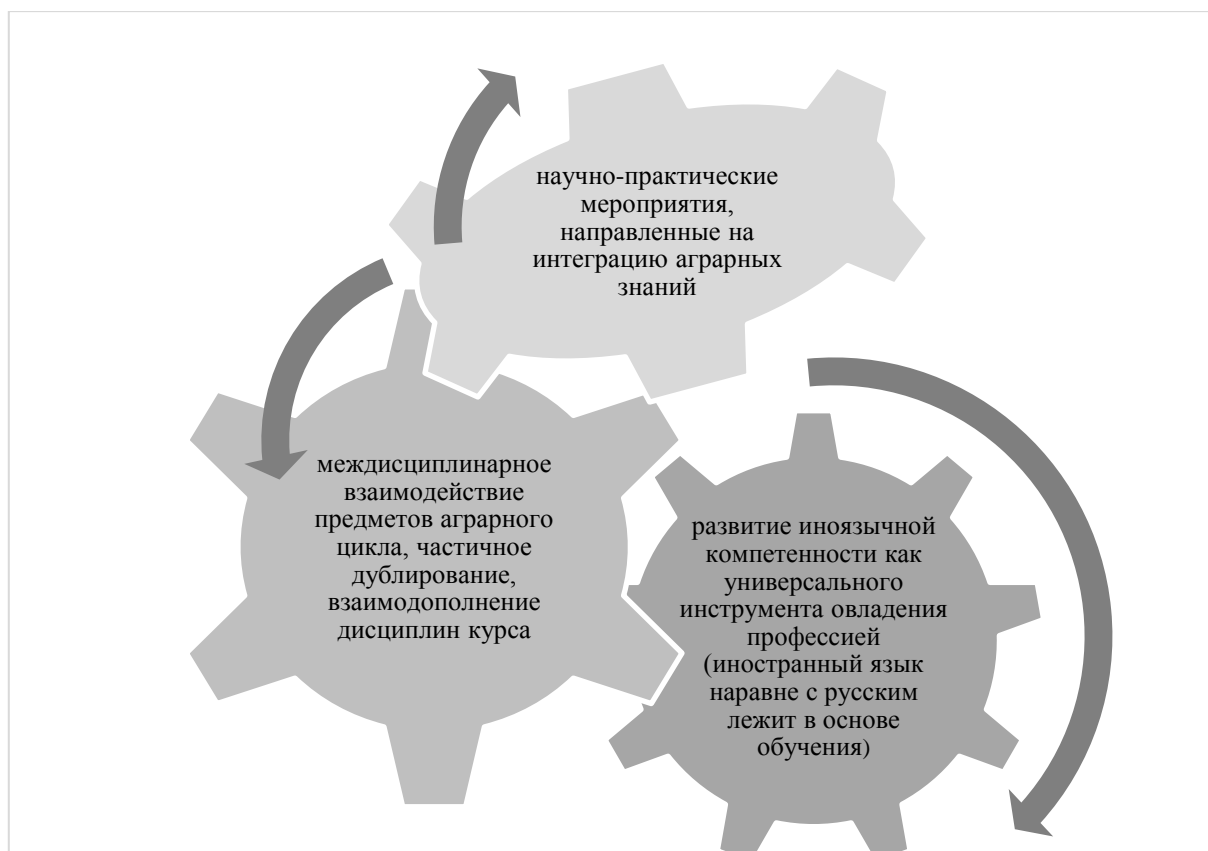 научно-практические
мероприятия,
направленные на
интеграцию аграрных
знаний
междисциплинарное
взаимодействие
предметов аграрного
цикла, частичное
дублирование,
взаимодополнение
дисциплин курса
развитие иноязычной
компетенности как
универсального
инструмента овладения
профессией
(иностранный язык
наравне с русским
лежит в основе
обучения)